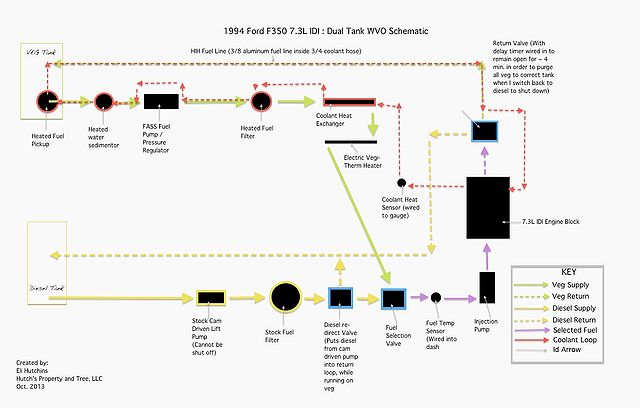 1994 Ford F350 7.3L IDI : Dual Tank WVO Schematic
VEG Tank
HIH Fuel Line (3/8 aluminum fuel line inside 3/4 coolant hose)
Return Valve (With
delay timer wired in to
remain open for ~ 4
min. in order to purge
all veg to correct tank
when I switch back to
diesel to shut down)
Heated Fuel
Pickup
Heated
water
sedimentor
FASS Fuel
Pump /
Pressure
Regulator
Heated Fuel
Filter
Coolant Heat
Exchanger
Electric Vegi-
Therm Heater
Coolant Heat
Sensor (wired
to gauge)
7.3L IDI Engine Block
Diesel Tank
Stock Cam
Driven Lift
Pump
(Cannot be
shut off)
Stock Fuel
Filter
Diesel re-
direct Valve
(Puts diesel
from cam
driven pump
into return
loop, while
running on
veg
Fuel
Selection
Valve
Fuel Temp
Sensor
(Wired into
dash
Injection
Pump
KEY
Veg Supply
Veg Return
Diesel Supply
Diesel Return
Selected Fuel
Coolant Loop
Id Arrow
Created by:
Eli Hutchins
Hutch's Property and Tree, LLC
Oct. 2013